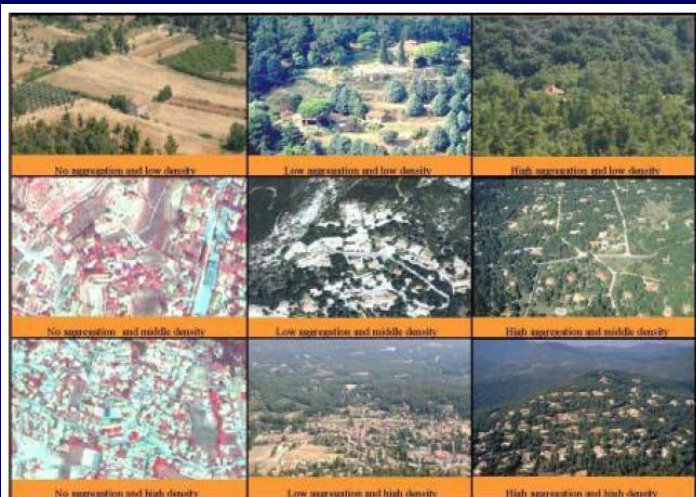 No aggregation and low density
Low aggregation and low density
High aggregation and low density
No aggregation and middle density
Low aggregation and middle density
High aggregation and middle density
No aggregation and high density
Low aggregation and high density
High aggregation and high density